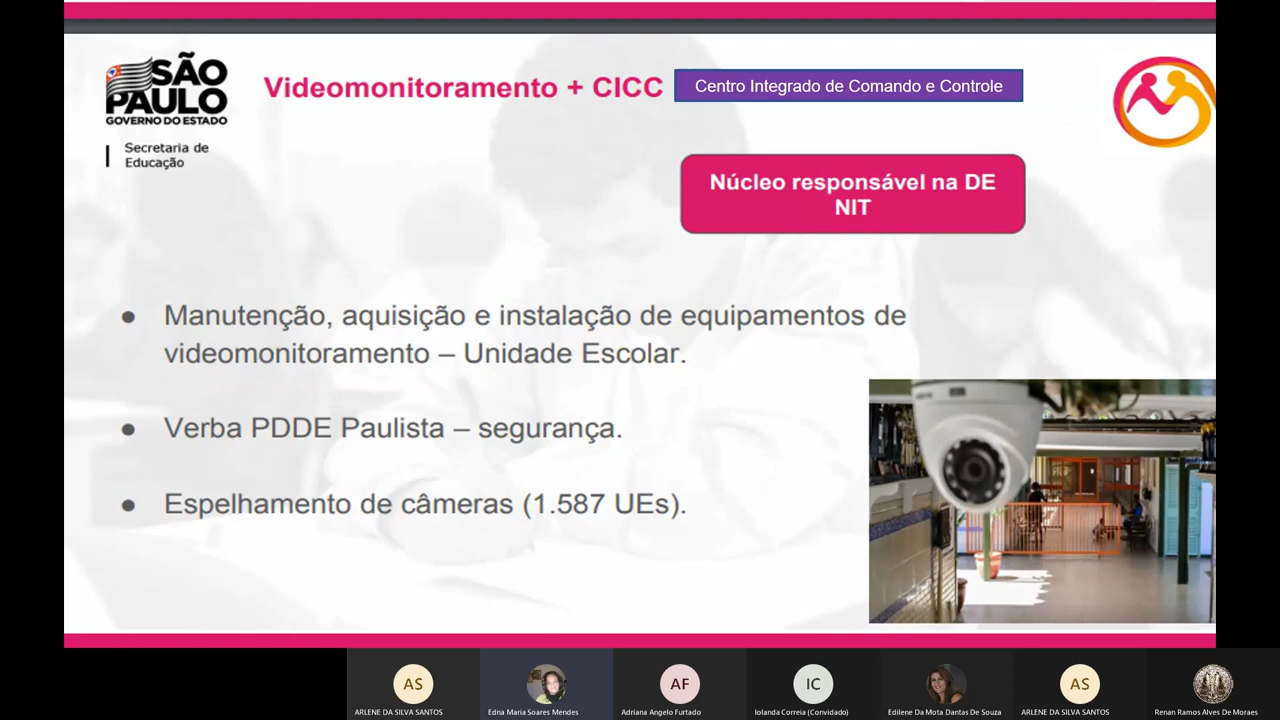 SÃO
PAULO
GOVERNO DO ESTADO
Secretaria de
Educação
Videomonitoramento + CICC
Centro Integrado de Comando e Controle
Núcleo responsável na DE
NIT
● Manutenção, aquisição e instalação de equipamentos de
videomonitoramento – Unidade Escolar.
● Verba PDDE Paulista – segurança.
● Espelhamento de câmeras (1.587 UEs).
AS
ARLENE DA SILVA SANTOS
Edna Maria Soares Mendes
AF
Adriana Angelo Furtado
IC
Iolanda Correia (Convidado)
Edilene Da Mota Dantas De Souza
AS
ARLENE DA SILVA SANTOS
Renan Ramos Alves De Moraes